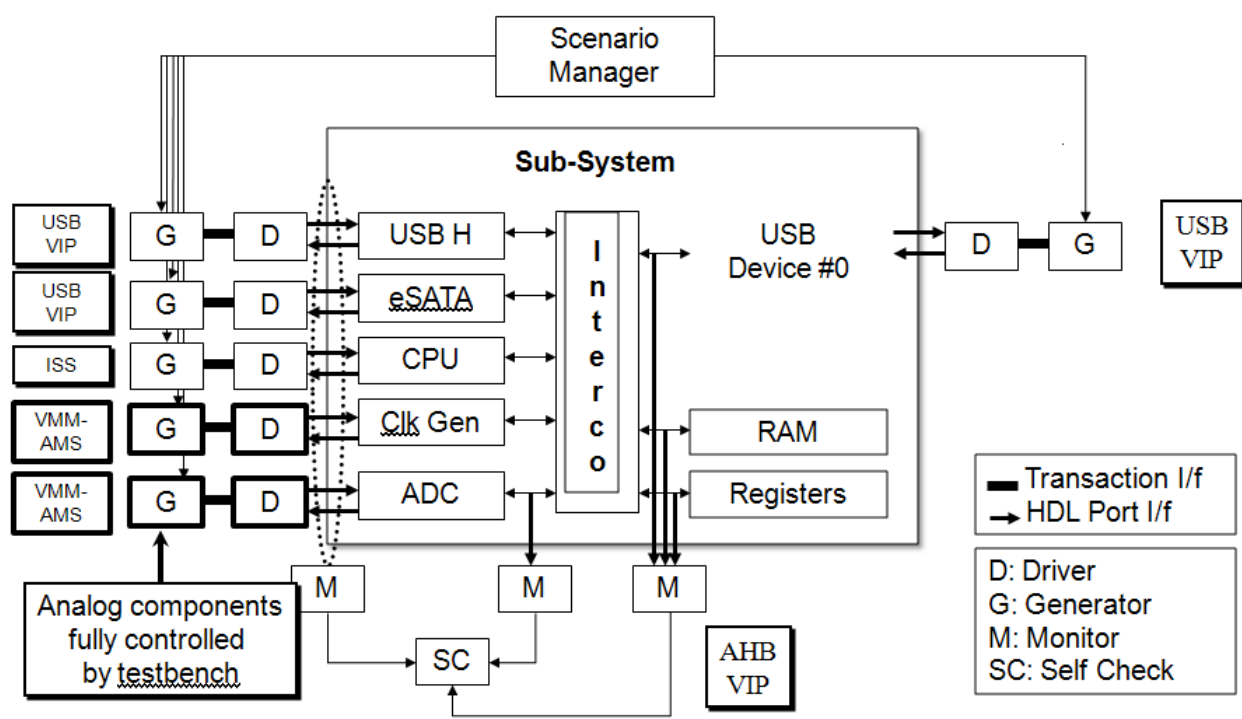 Scenario
Manager
Sub-System
USB
VIP
G
D
USB H
USB
VIP
G
D
eSATA
ISS
G
D
CPU
VMM-
AMS
G
D
Clk Gen
VMM-
AMS
G
D
ADC
Interco
USB
Device #0
RAM
Registers
D
G
USB
VIP
Transaction I/f
HDL Port I/f
D: Driver
G: Generator
M: Monitor
SC: Self Check
M
M
M
SC
AHB
VIP
Analog components
fully controlled
by testbench